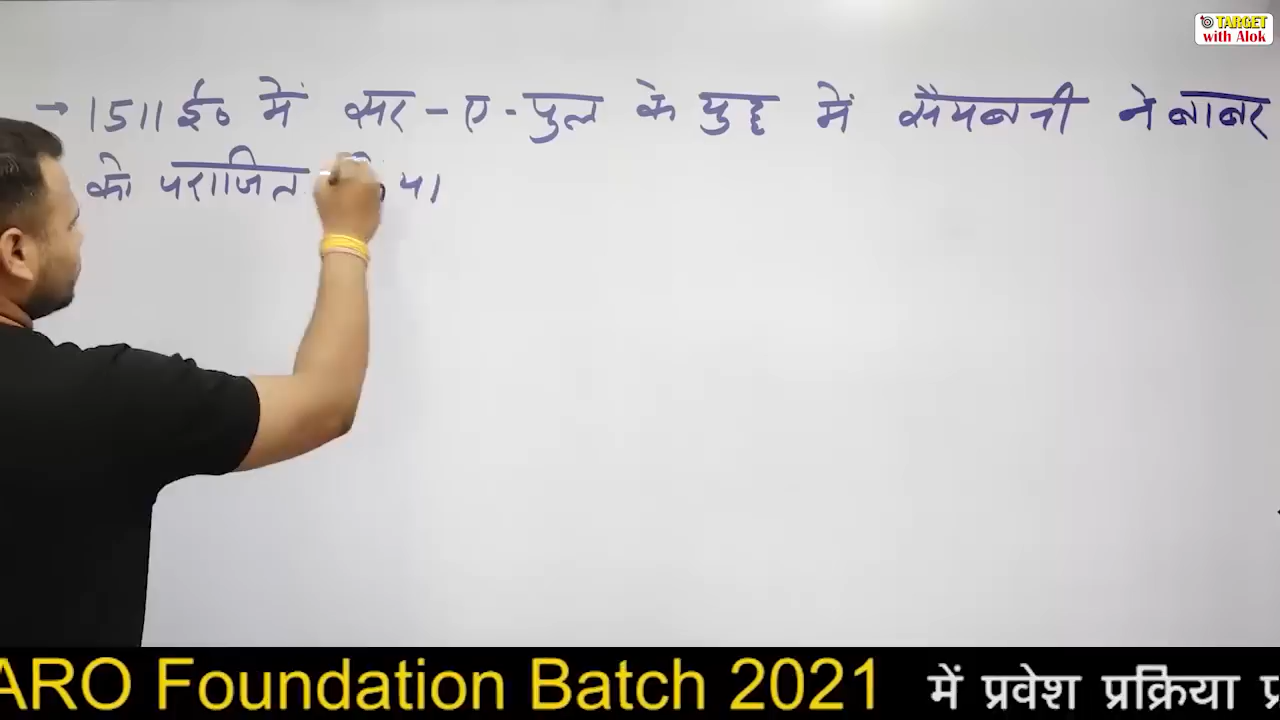 TARGET
with Alok
→ 1511 ई० में सर-ए-पुल के युद्ध में सैयबनी ने बाबर
को पराजित किया
ARO Foundation Batch 2021 में प्रवेश प्रक्रिया प्र